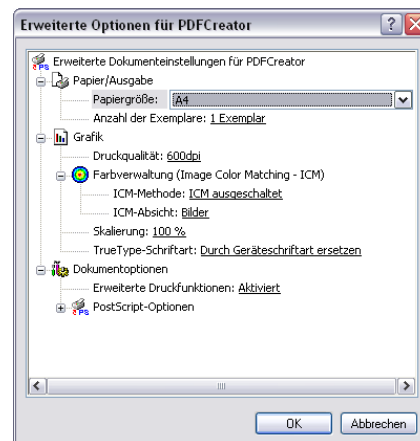 Erweiterte Optionen für PDFCreator
Erweiterte Dokumenteinstellungen für PDFCreator
Papier/Ausgabe
Papiergröße: A4
Anzahl der Exemplare: 1 Exemplar
Grafik
Druckqualität: 600dpi
Farbverwaltung (Image Color Matching - ICM)
ICM-Methode: ICM ausgeschaltet
ICM-Absicht: Bilder
Skalierung: 100 %
TrueType-Schriftart: Durch Geräteschriftart ersetzen
Dokumentoptionen
Erweiterte Druckfunktionen: Aktiviert
PostScript-Optionen
OK Abbrechen